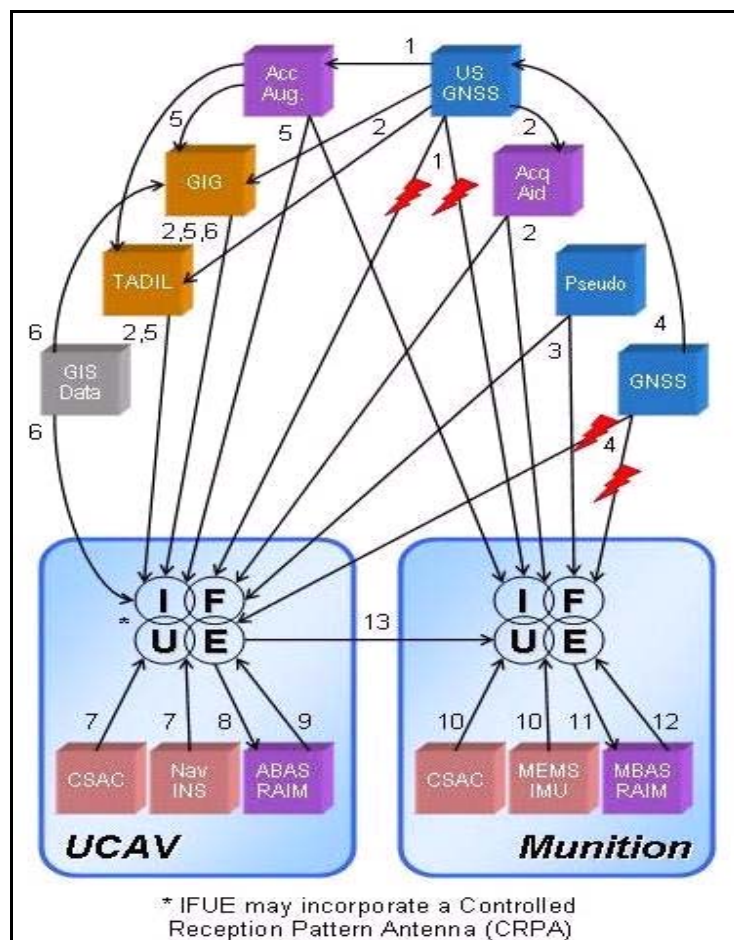 1
Acc
Aug.
US
GNSS
5
5
2
2
1
GIG
Acq
Aid
2,5,6
2
TADIL
Pseudo
6
2,5
3
4
GIS
Data
GNSS
6
4
I F
U E
*
13
I F
U E
7
7
8
9
10
10
11
12
CSAC
Nav
INS
ABAS
RAIM
CSAC
MEMS
IMU
MBAS
RAIM
UCAV
Munition
* IFUE may incorporate a Controlled
Reception Pattern Antenna (CRPA)